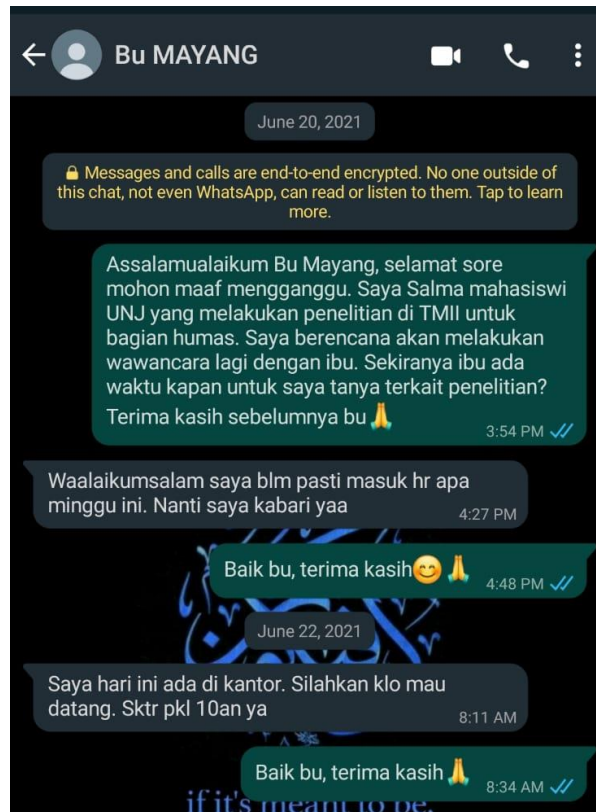 Bu MAYANG
June 20, 2021
🔒 Messages and calls are end-to-end encrypted. No one outside of
this chat, not even WhatsApp, can read or listen to them. Tap to learn
more.
Assalamualaikum Bu Mayang, selamat sore
mohon maaf mengganggu. Saya Salma mahasiswi
UNJ yang melakukan penelitian di TMII untuk
bagian humas. Saya berencana akan melakukan
wawancara lagi dengan ibu. Sekiranya ibu ada
waktu kapan untuk saya tanya terkait penelitian?
Terima kasih sebelumnya bu🙏
3:54 PM
Waalaikumsalam saya blm pasti masuk hr apa
minggu ini. Nanti saya kabari yaa
4:27 PM
Baik bu, terima kasih😊🙏
4:48 PM
June 22, 2021
Saya hari ini ada di kantor. Silahkan klo mau
datang. Sktr pkl 10an ya
8:11 AM
Baik bu, terima kasih🙏
8:34 AM
if it's meant to be.